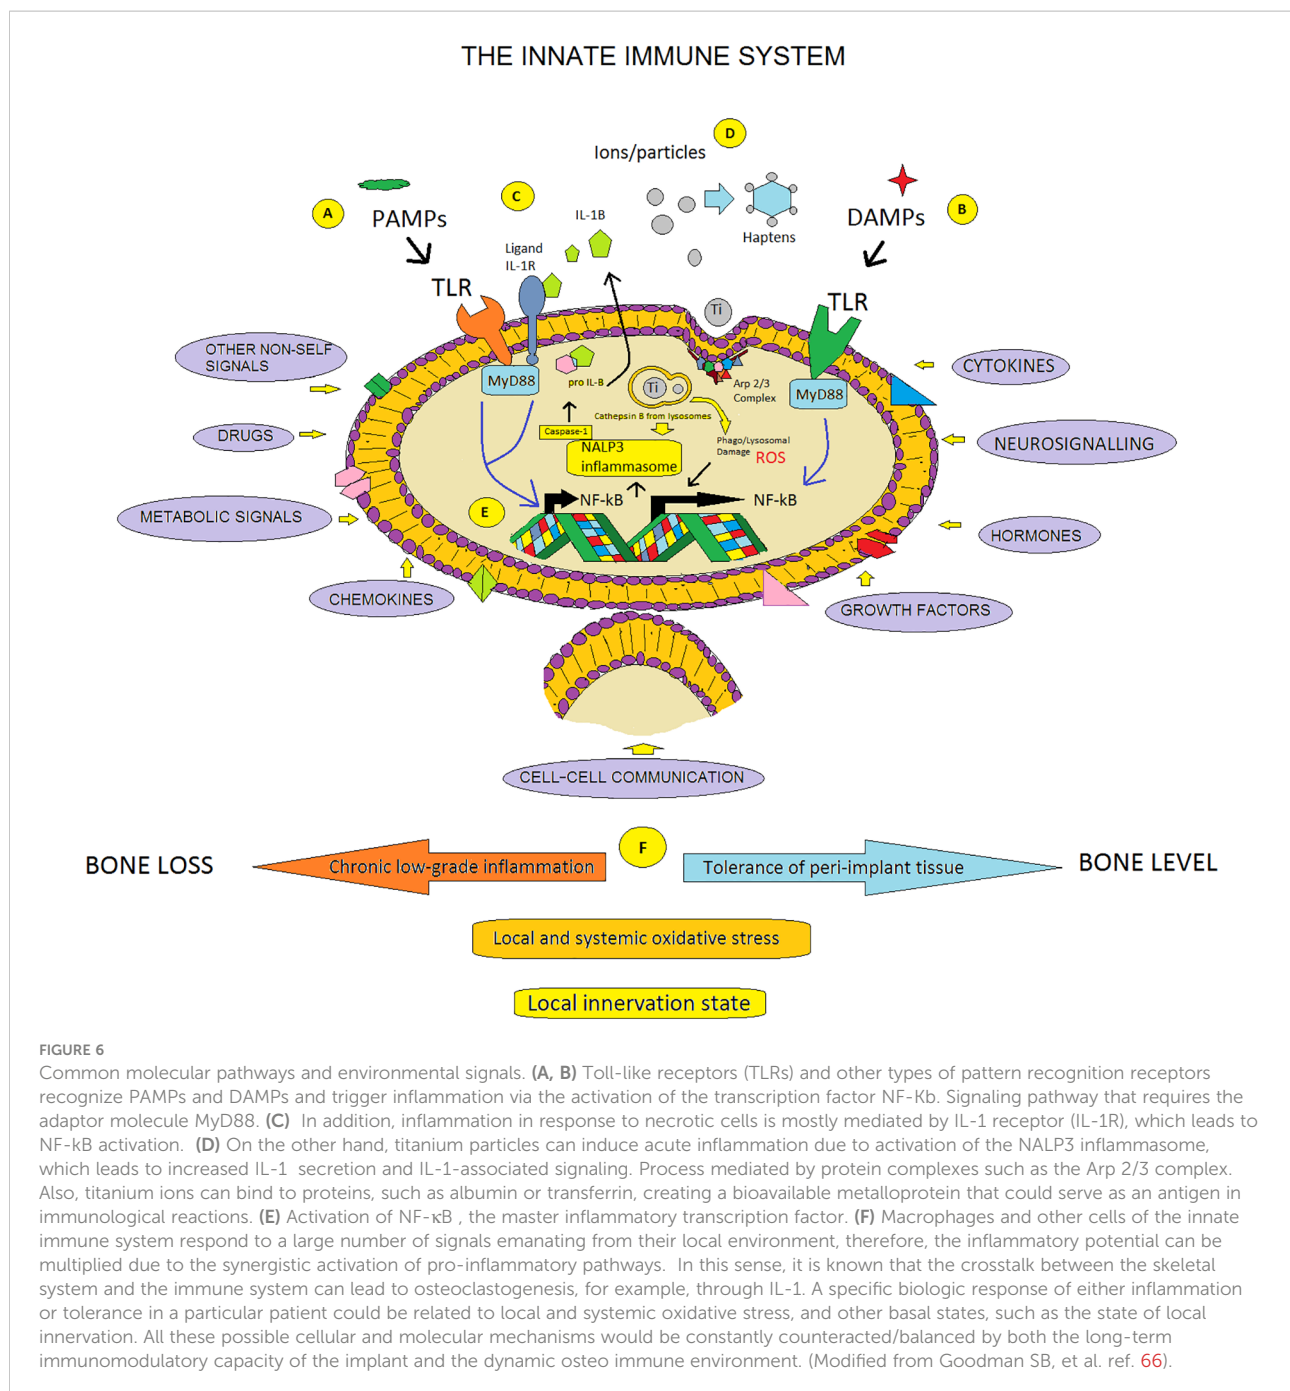 THE INNATE IMMUNE SYSTEM
D
Ions/particles
A
PAMPs
C
IL-1B
Haptens
DAMPs
B
Ligand
IL-1R
TLR
Ti
TLR
OTHER NON-SELF
SIGNALS
MyD88
pro IL-B
Ti
Arp 2/3
Complex
MyD88
CYTOKINES
DRUGS
Cathepsin B from lysosomes
Caspase-1
NALP3
inflammasome
Phago/Lysosomal
Damage
ROS
NEUROSIGNALLING
METABOLIC SIGNALS
E
NF-kB
NF-kB
HORMONES
CHEMOKINES
GROWTH FACTORS
CELL-CELL COMMUNICATION
F
BONE LOSS
Chronic low-grade inflammation
Tolerance of peri-implant tissue
BONE LEVEL
Local and systemic oxidative stress
Local innervation state
FIGURE 6
Common molecular pathways and environmental signals. (A, B) Toll-like receptors (TLRs) and other types of pattern recognition receptors
recognize PAMPs and DAMPs and trigger inflammation via the activation of the transcription factor NF-Kb. Signaling pathway that requires the
adaptor molecule MyD88. (C) In addition, inflammation in response to necrotic cells is mostly mediated by IL-1 receptor (IL-1R), which leads to
NF-kB activation. (D) On the other hand, titanium particles can induce acute inflammation due to activation of the NALP3 inflammasome,
which leads to increased IL-1 secretion and IL-1-associated signaling. Process mediated by protein complexes such as the Arp 2/3 complex.
Also, titanium ions can bind to proteins, such as albumin or transferrin, creating a bioavailable metalloprotein that could serve as an antigen in
immunological reactions. (E) Activation of NF-κB , the master inflammatory transcription factor. (F) Macrophages and other cells of the innate
immune system respond to a large number of signals emanating from their local environment, therefore, the inflammatory potential can be
multiplied due to the synergistic activation of pro-inflammatory pathways. In this sense, it is known that the crosstalk between the skeletal
system and the immune system can lead to osteoclastogenesis, for example, through IL-1. A specific biologic response of either inflammation
or tolerance in a particular patient could be related to local and systemic oxidative stress, and other basal states, such as the state of local
innervation. All these possible cellular and molecular mechanisms would be constantly counteracted/balanced by both the long-term
immunomodulatory capacity of the implant and the dynamic osteo immune environment. (Modified from Goodman SB, et al. ref. 66).